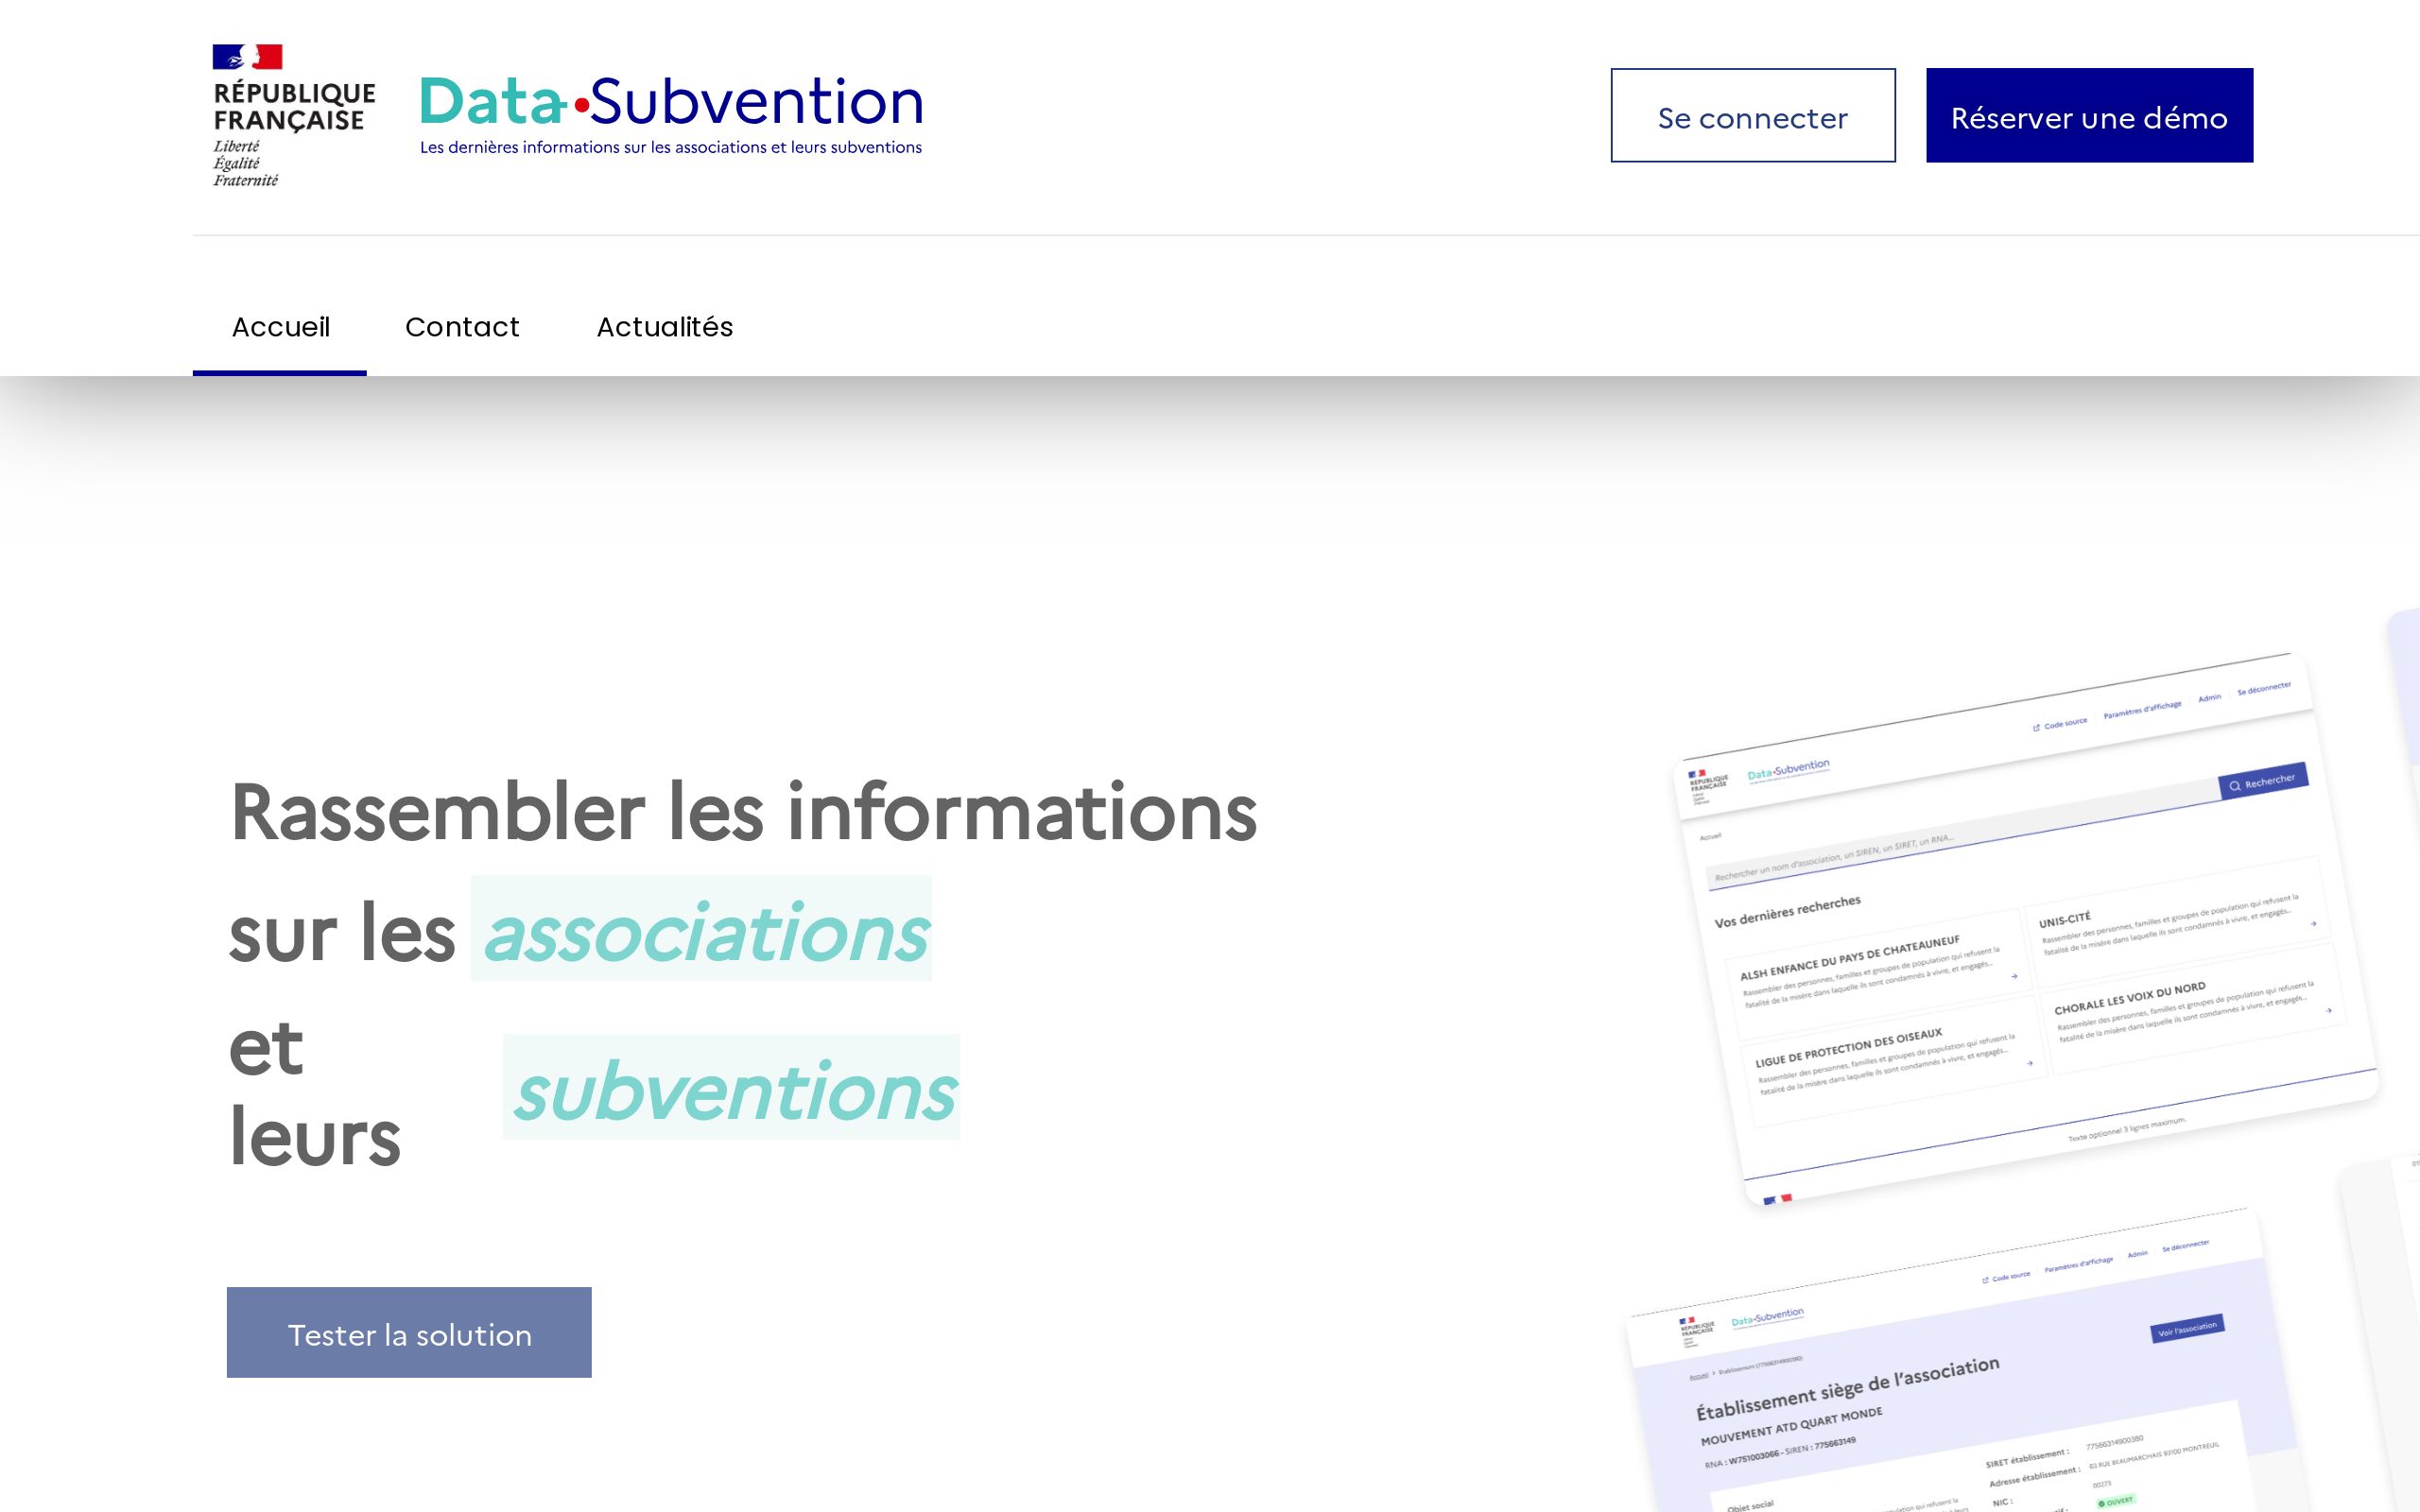 RÉPUBLIQUE
FRANÇAISE
Liberté
Égalité
Fraternité
Data•Subvention
Les dernières informations sur les associations et leurs subventions
Se connecter
Réserver une démo
Accueil
Contact
Actualités
Rassembler les informations
sur les associations
et
leurs
subventions
Tester la solution
RÉPUBLIQUE
FRANÇAISE
Data•Subvention
Code source
Paramètres d'affichage
Admin
Se déconnecter
Accueil
Rechercher un nom d'association, un SIREN, un SIRET, un RNA...
Rechercher
Vos dernières recherches
ALSH ENFANCE DU PAYS DE CHATEAUNEUF
Rassembler des personnes, familles et groupes de population qui refusent la
fatalité de la misère dans laquelle ils sont condamnés à vivre, et engagés...
UNIS-CITÉ
Rassembler des personnes, familles et groupes de population qui refusent la
fatalité de la misère dans laquelle ils sont condamnés à vivre, et engagés...
LIGUE DE PROTECTION DES OISEAUX
Rassembler des personnes, familles et groupes de population qui refusent la
fatalité de la misère dans laquelle ils sont condamnés à vivre, et engagés...
CHORALE LES VOIX DU NORD
Rassembler des personnes, familles et groupes de population qui refusent la
fatalité de la misère dans laquelle ils sont condamnés à vivre, et engagés...
Texte optionnel 3 lignes maximum.
RÉPUBLIQUE
FRANÇAISE
Data•Subvention
Code source
Paramètres d'affichage
Admin
Se déconnecter
Accueil > Établissement (77566314900380)
Voir l'association
Établissement siège de l'association
MOUVEMENT ATD QUART MONDE
RNA : W751003066 - SIREN : 775663149
Objet social
SIRET établissement : 77566314900380
Adresse établissement : 63 RUE BEAUMARCHAIS 93100 MONTREUIL
NIC : 00273
OUVERT